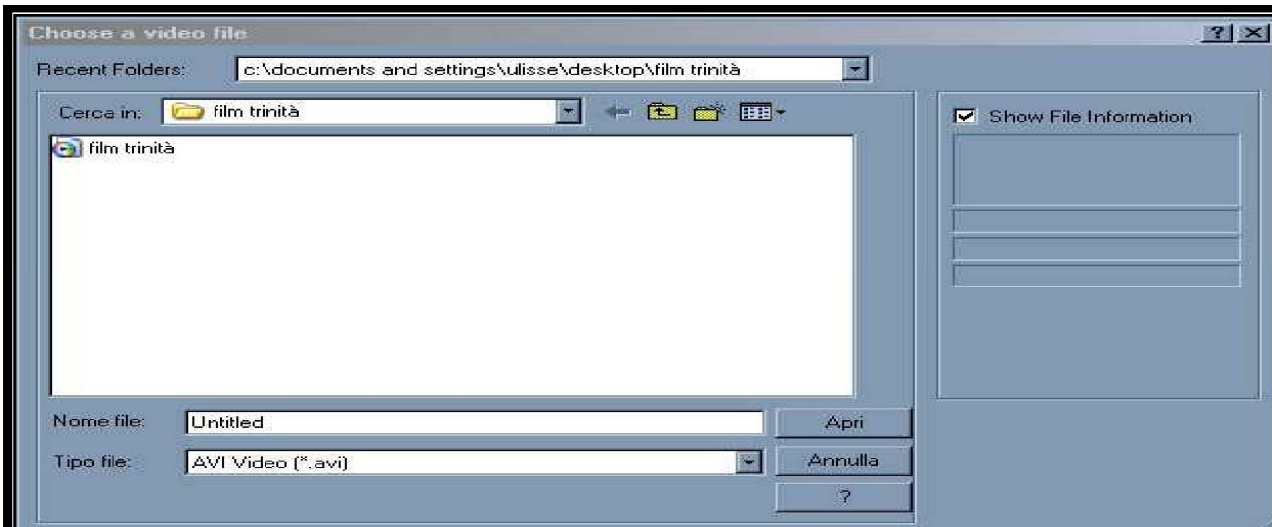 Choose a video file
Recent Folders: c:\documents and settings\ulisse\desktop\film trinità
Cerca in: film trinità
Show File Information
film trinità
Nome file: Untitled Apri
Tipo file: AVI Video (*.avi) Annulla
?